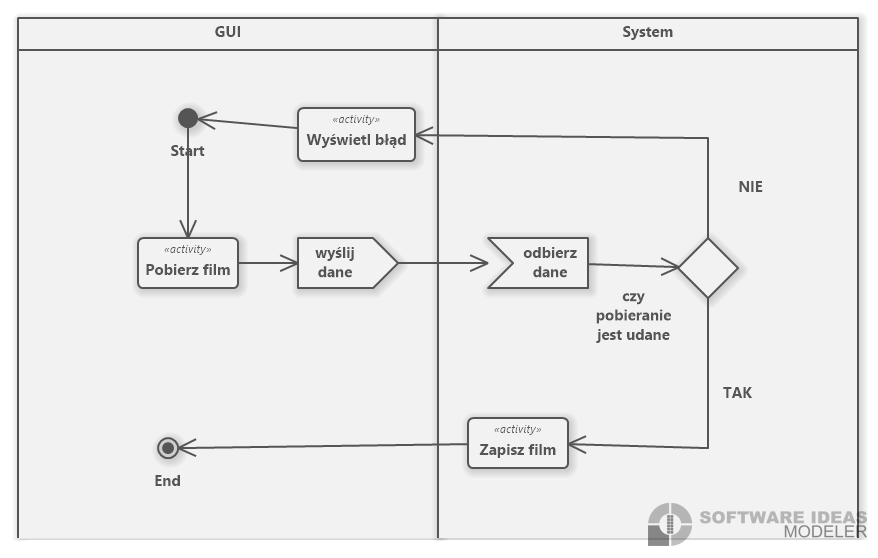 GUI
System
«activity»
Wyświetl błąd
Start
NIE
«activity»
Pobierz film
wyślij
dane
odbierz
dane
czy
pobieranie
jest udane
TAK
«activity»
Zapisz film
End
SOFTWARE IDEAS
MODELER